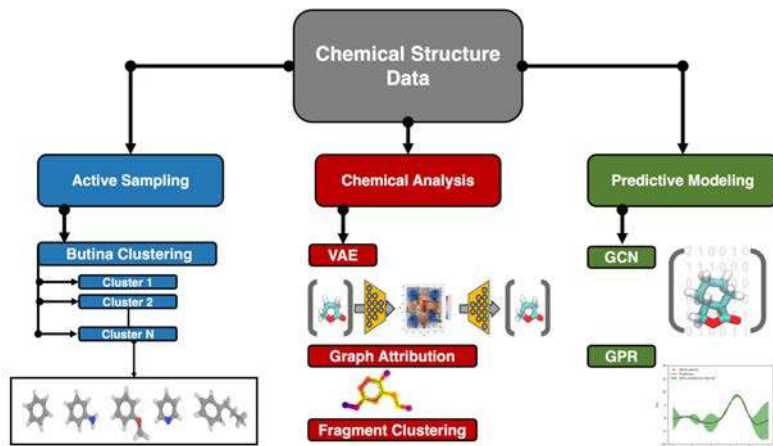 Chemical Structure
Data
Active Sampling
Chemical Analysis
Predictive Modeling
Butina Clustering
Cluster 1
Cluster 2
Cluster N
VAE
Graph Attribution
Fragment Clustering
GCN
GPR